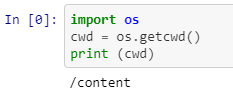 In [0]: import os
cwd = os.getcwd()
print (cwd)
/content